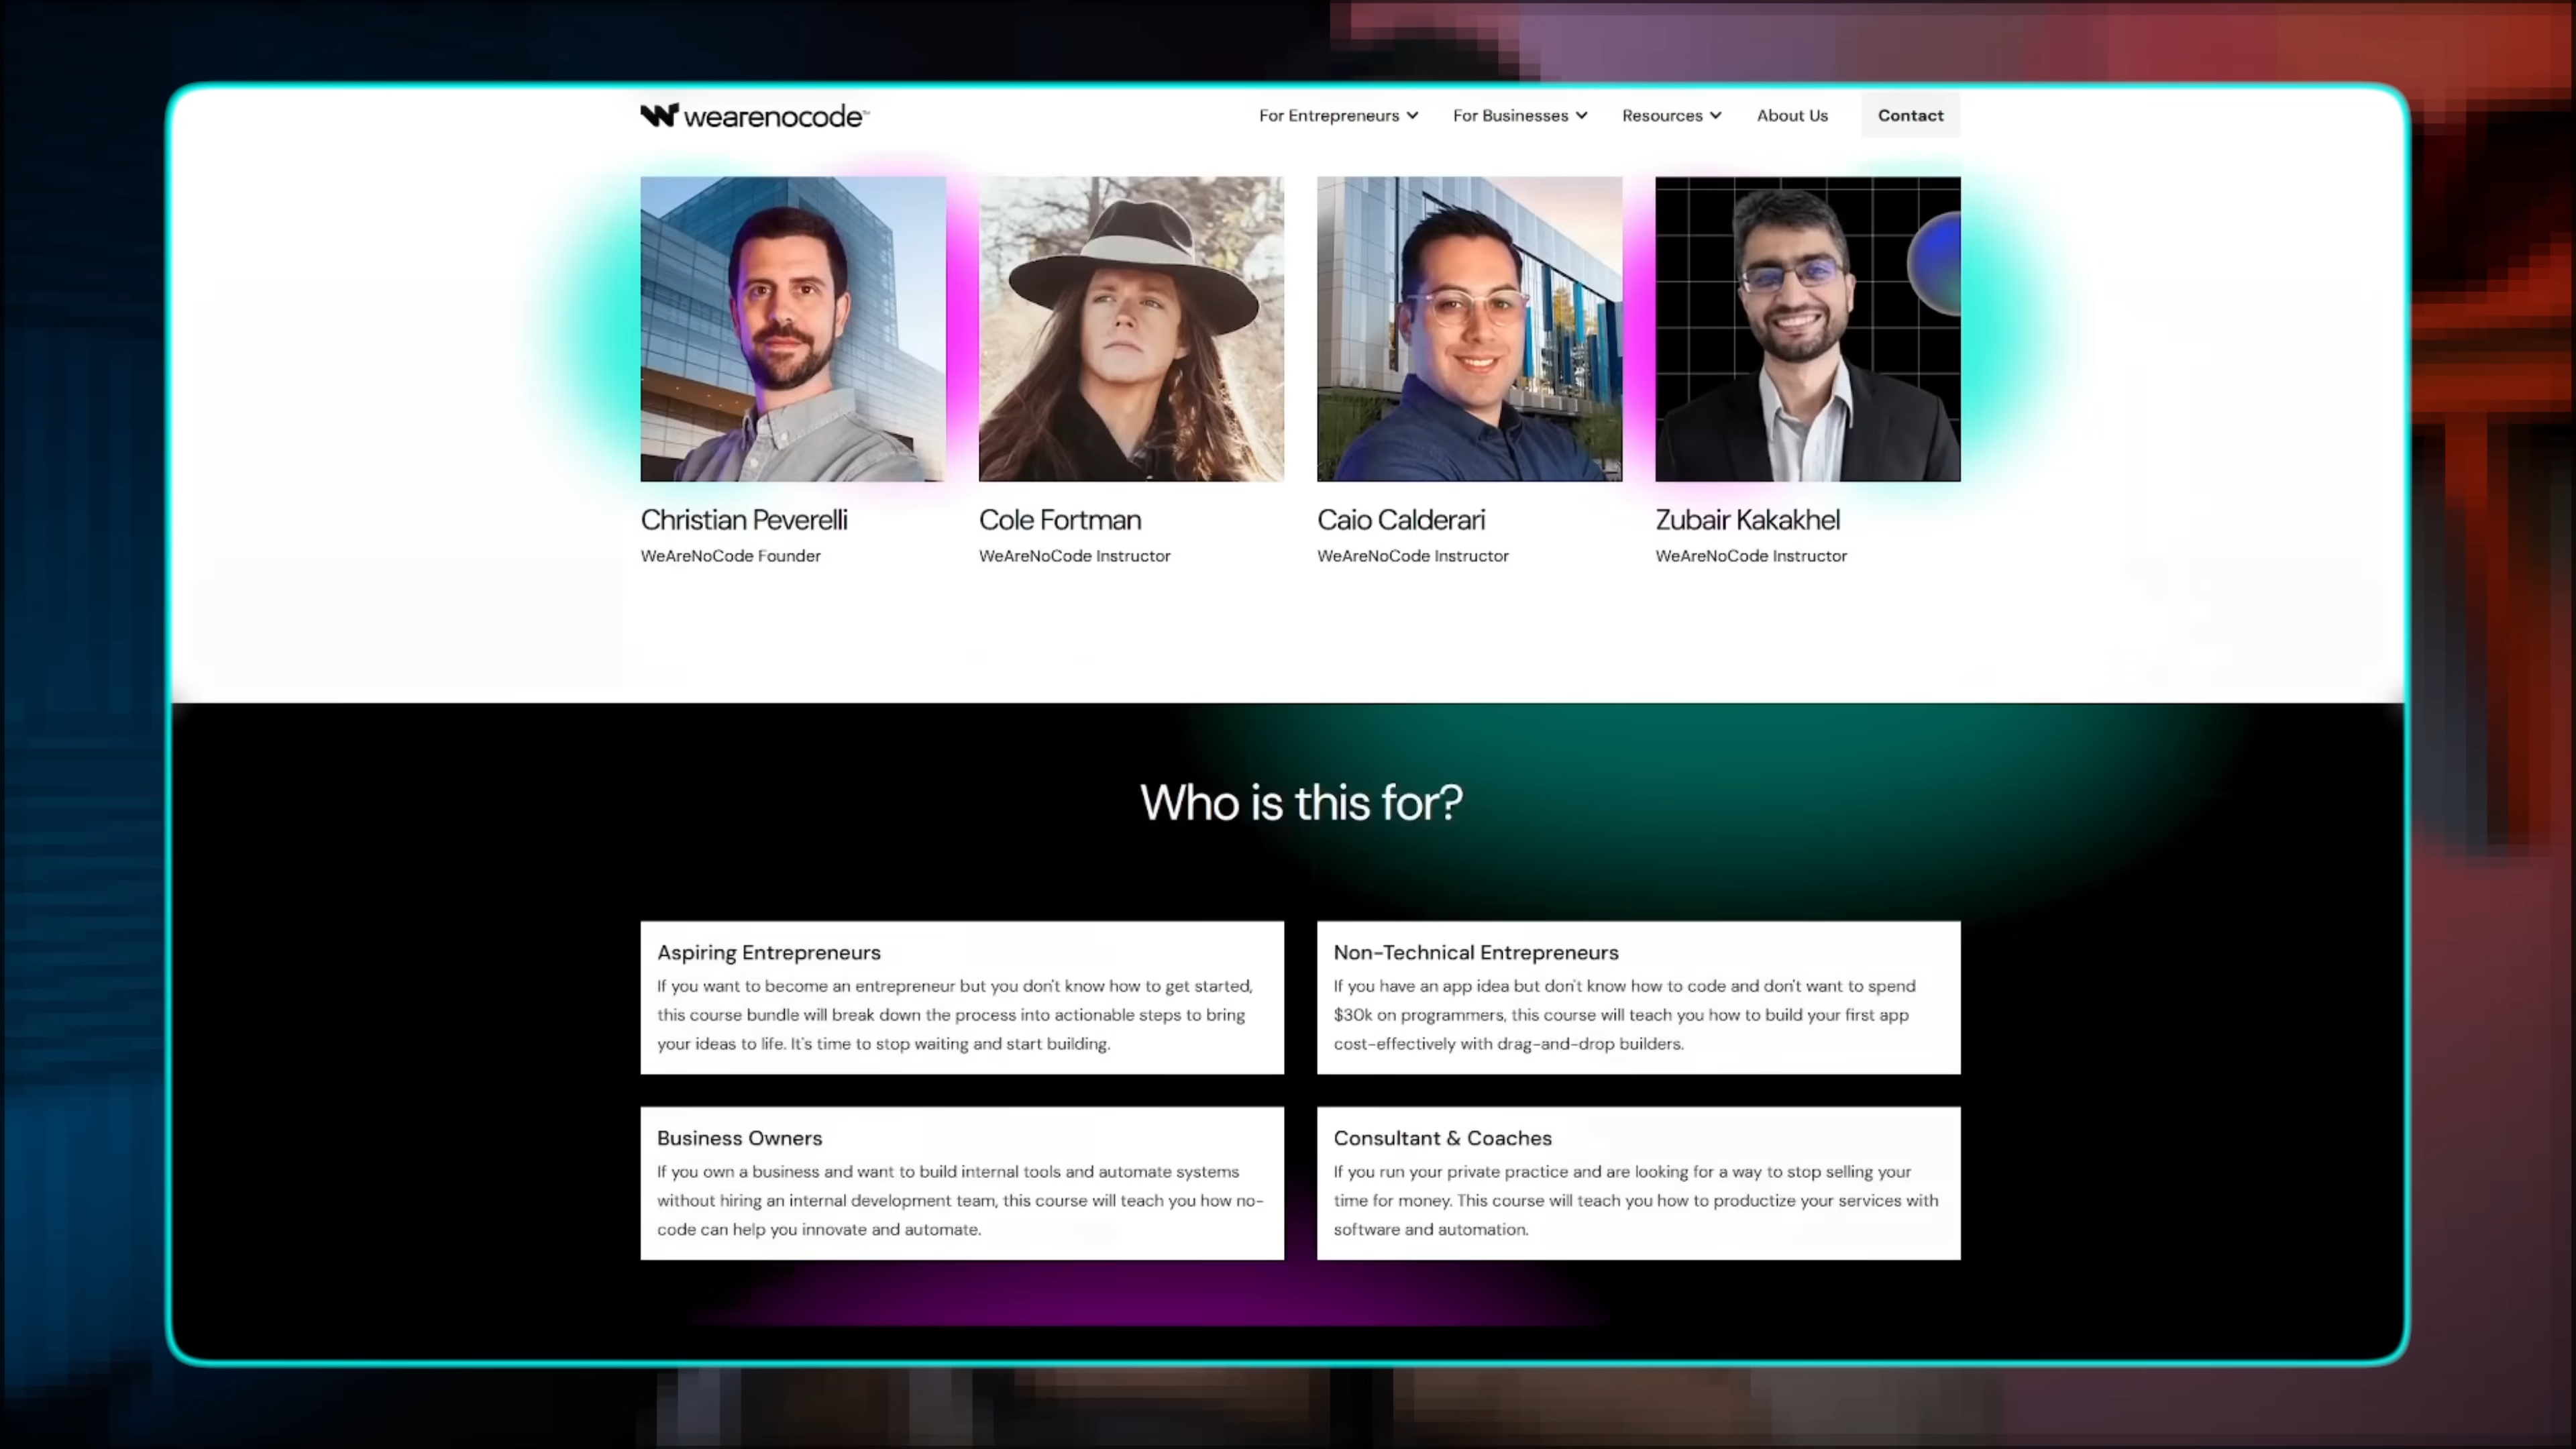 wearenocode
For Entrepreneurs
For Businesses
Resources
About Us
Contact
Christian Peverelli
WeAreNoCode Founder
Cole Fortman
WeAreNoCode Instructor
Caio Calderari
WeAreNoCode Instructor
Zubair Kakakhel
WeAreNoCode Instructor
Who is this for?
Aspiring Entrepreneurs
If you want to become an entrepreneur but you don't know how to get started,
this course bundle will break down the process into actionable steps to bring
your ideas to life. It's time to stop waiting and start building.
Non-Technical Entrepreneurs
If you have an app idea but don't know how to code and don't want to spend
$30k on programmers, this course will teach you how to build your first app
cost-effectively with drag-and-drop builders.
Business Owners
If you own a business and want to build internal tools and automate systems
without hiring an internal development team, this course will teach you how no-
code can help you innovate and automate.
Consultant & Coaches
If you run your private practice and are looking for a way to stop selling your
time for money. This course will teach you how to productize your services with
software and automation.